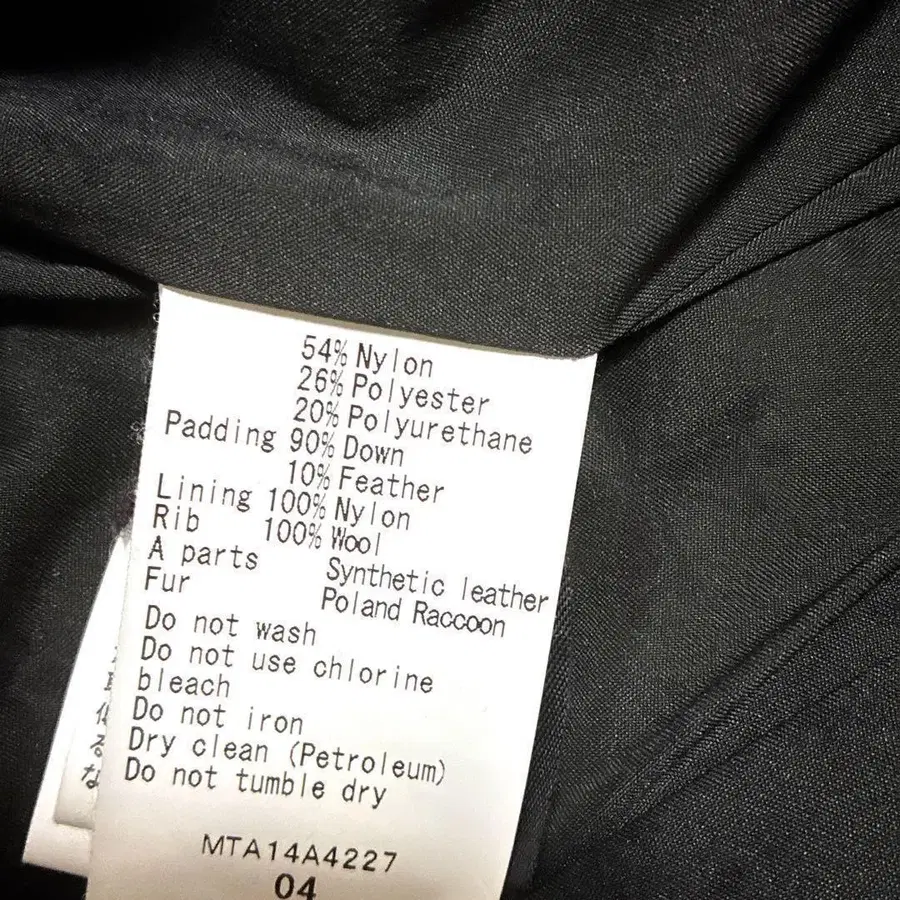 54% Nylon
26% Polyester
20% Polyurethane
Padding 90% Down
10% Feather
Lining 100% Nylon
Rib 100% Wool
A parts Synthetic leather
Fur Poland Raccoon
Do not wash
Do not use chlorine
bleach
Do not iron
Dry clean (Petroleum)
Do not tumble dry
MTA14A4227
04
る
な